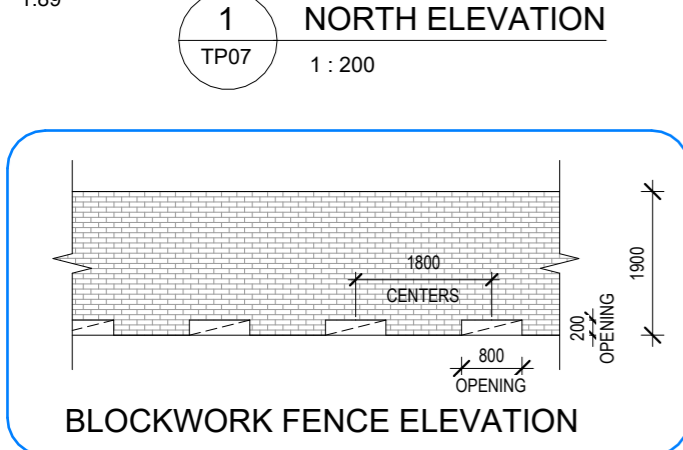 1
NORTH ELEVATION
TP07
1 : 200
1800
CENTERS
1900
200
OPENING
800
OPENING
BLOCKWORK FENCE ELEVATION